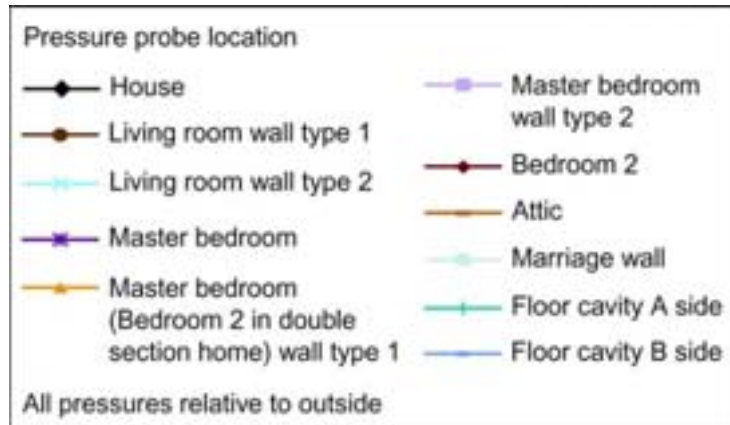 Pressure probe location
House
Living room wall type 1
Living room wall type 2
Master bedroom
Master bedroom
(Bedroom 2 in double
section home) wall type 1
Master bedroom
wall type 2
Bedroom 2
Attic
Marriage wall
Floor cavity A side
Floor cavity B side
All pressures relative to outside